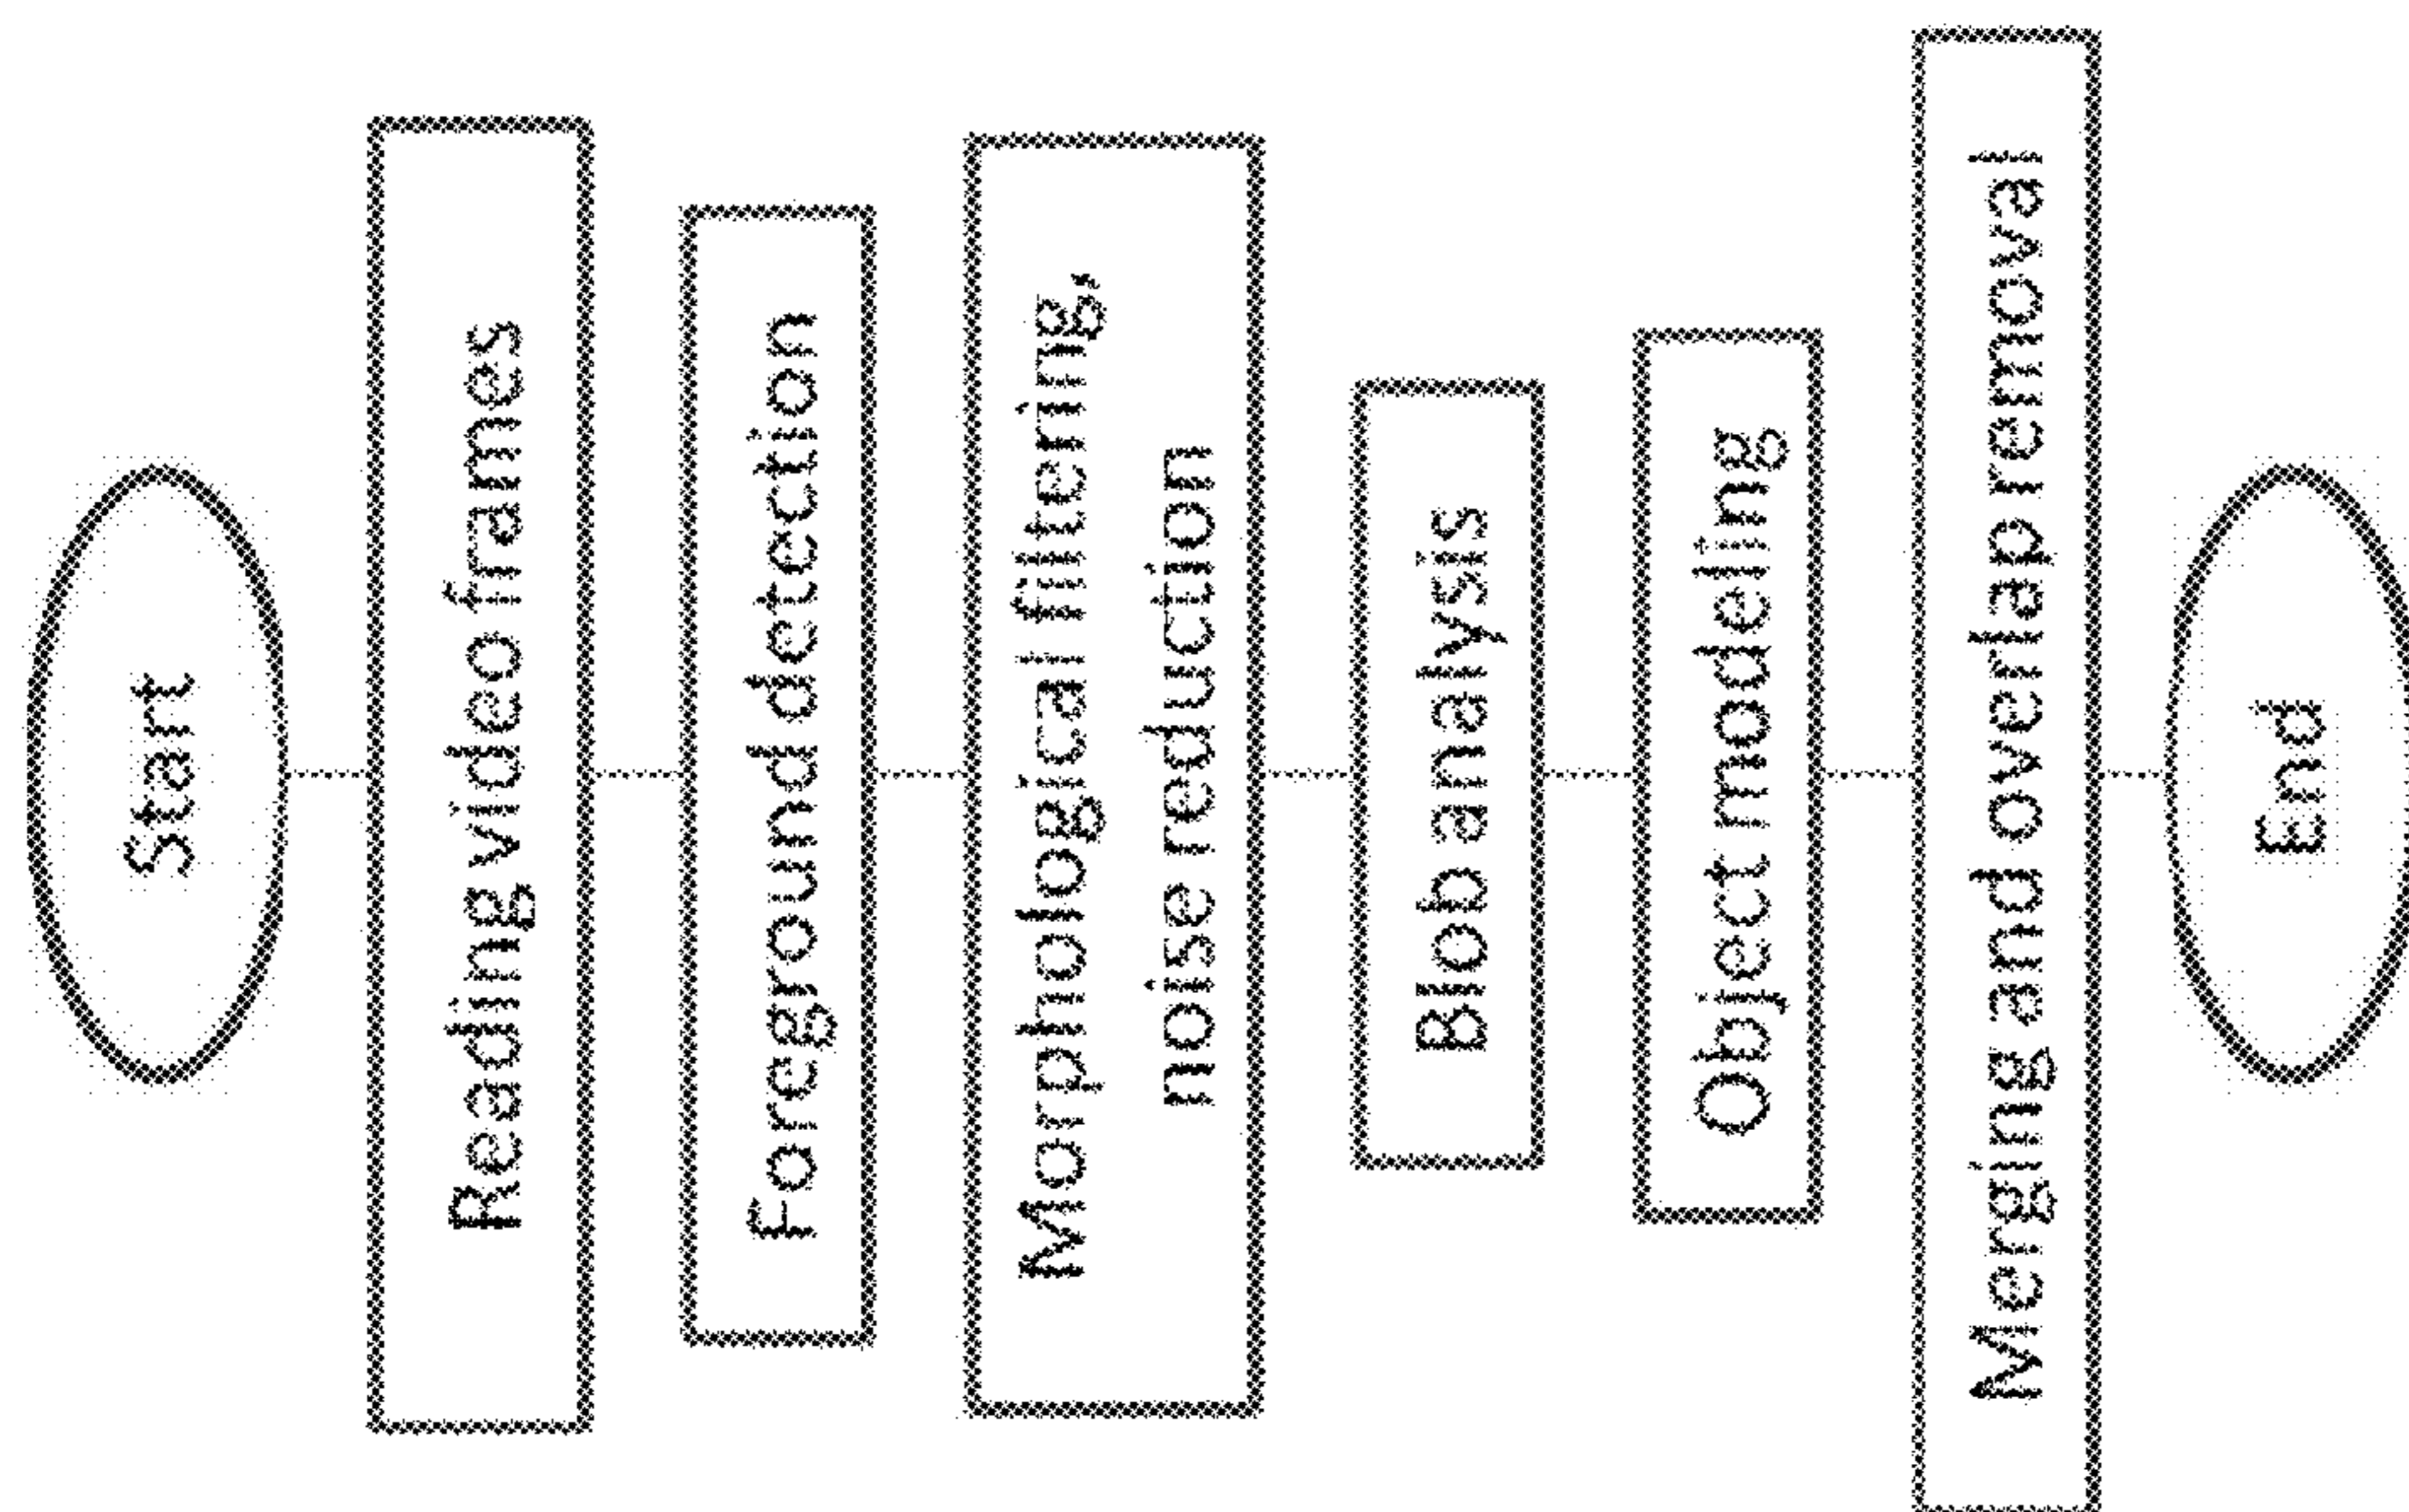 Start
Reading video frames
Foreground detection
Morphological filtering,
noise reduction
Blob analysis
Object modeling
Merging and overlap removal
End